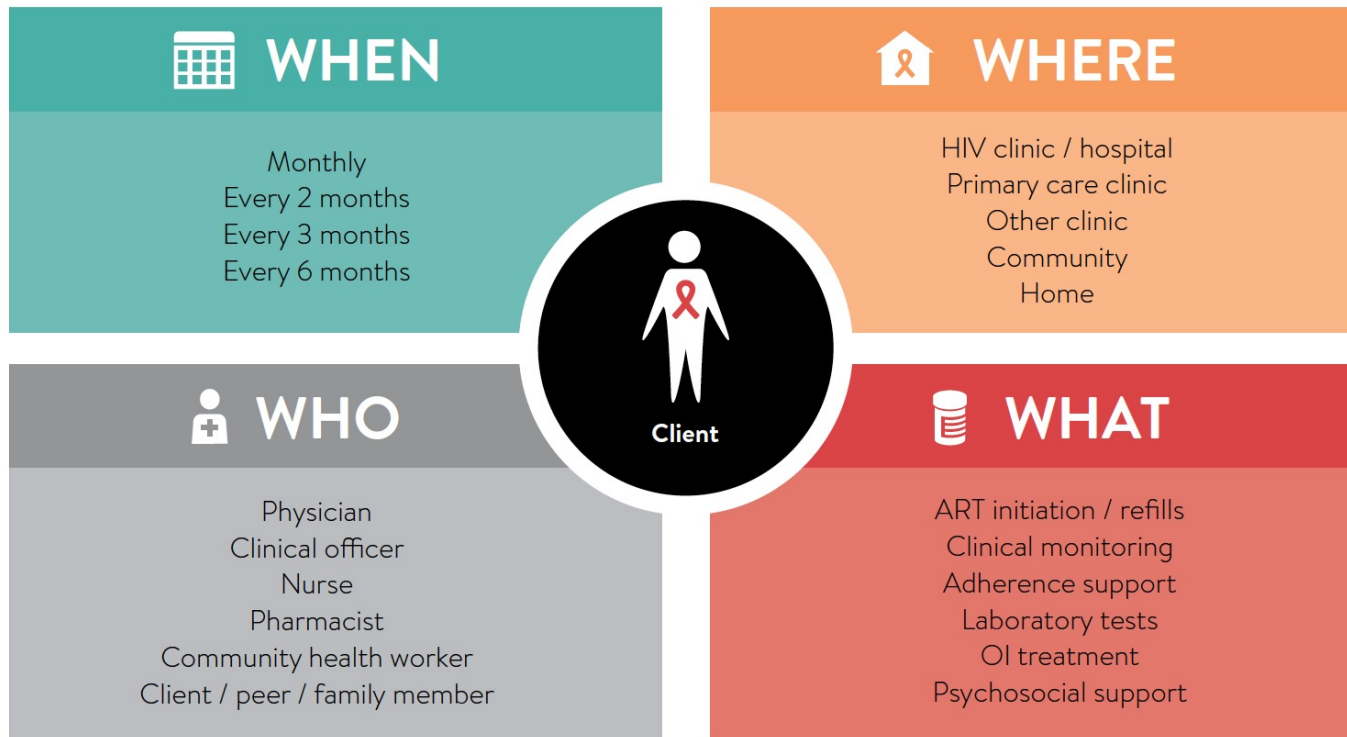 WHEN
Monthly
Every 2 months
Every 3 months
Every 6 months
WHERE
HIV clinic / hospital
Primary care clinic
Other clinic
Community
Home
Client
WHO
Physician
Clinical officer
Nurse
Pharmacist
Community health worker
Client / peer / family member
WHAT
ART initiation / refills
Clinical monitoring
Adherence support
Laboratory tests
OI treatment
Psychosocial support